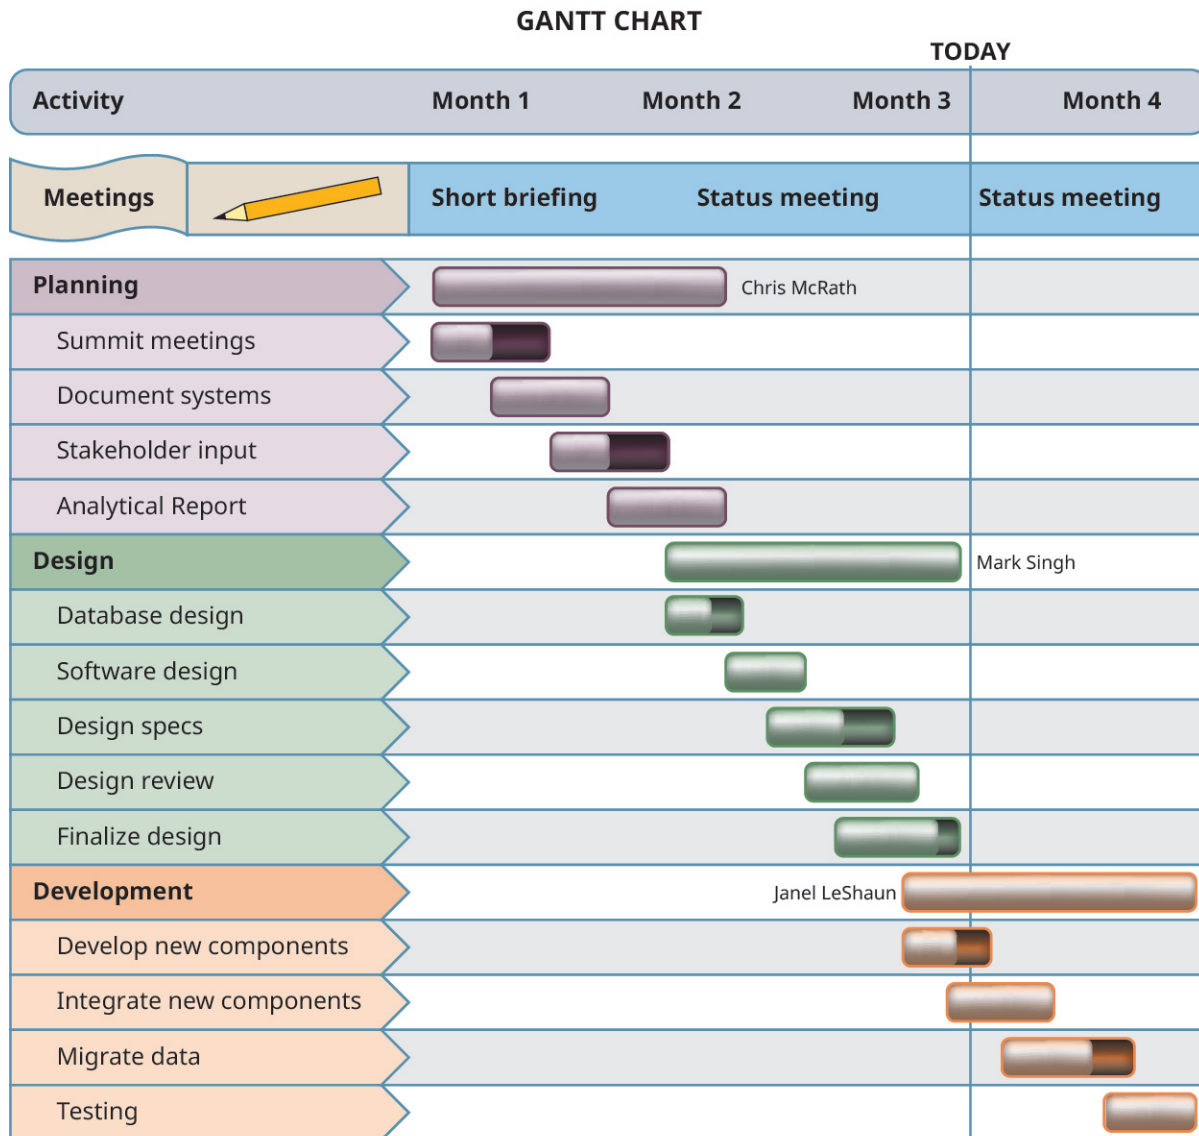 GANTT CHART
TODAY
Activity Month 1 Month 2 Month 3 Month 4
Meetings Short briefing Status meeting Status meeting
Planning Chris McRath
Summit meetings
Document systems
Stakeholder input
Analytical Report
Design Mark Singh
Database design
Software design
Design specs
Design review
Finalize design
Development Janel LeShaun
Develop new components
Integrate new components
Migrate data
Testing